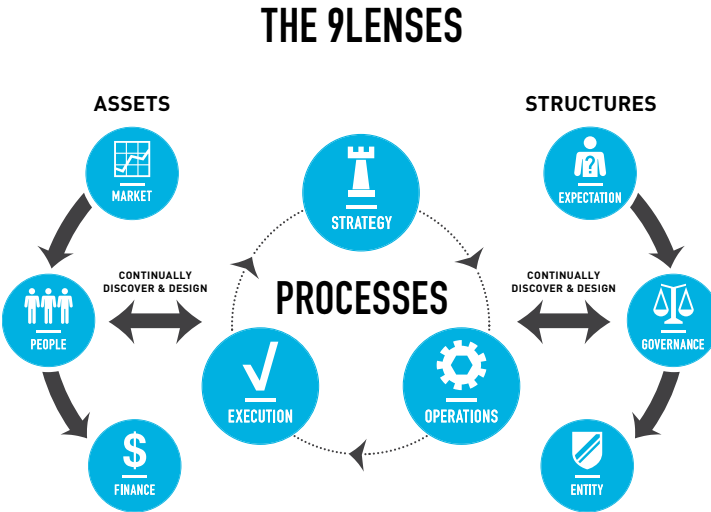 THE 9LENSES
ASSETS
STRUCTURES
MARKET
STRATEGY
EXPECTATION
CONTINUALLY
DISCOVER & DESIGN
PROCESSES
CONTINUALLY
DISCOVER & DESIGN
PEOPLE
GOVERNANCE
EXECUTION
OPERATIONS
$
FINANCE
ENTITY
?